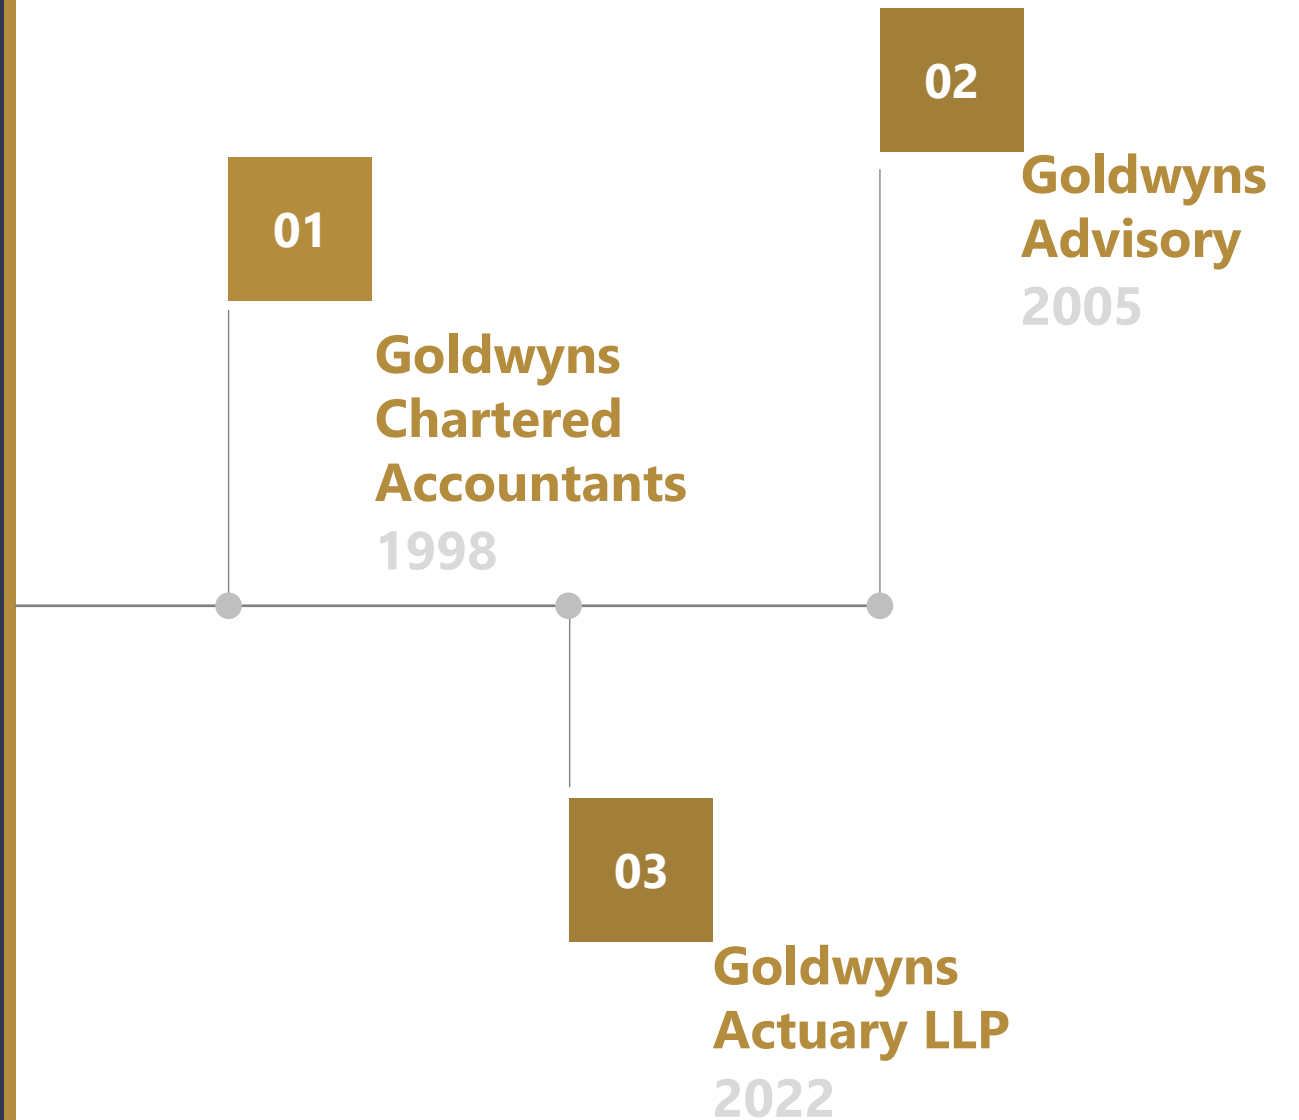 01
Goldwyns
Chartered
Accountants
1998
02
Goldwyns
Advisory
2005
03
Goldwyns
Actuary LLP
2022